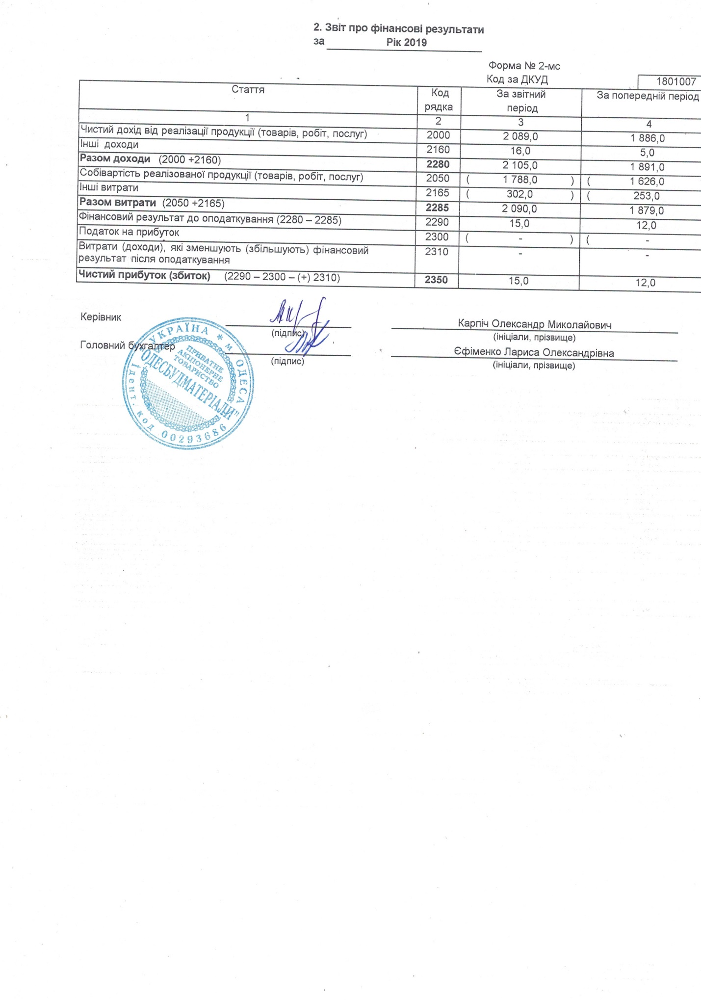 2. Звіт про фінансові результати
за Рік 2019
Форма № 2-мс
Код за ДКУД 1801007
Стаття Код рядка За звітний період За попередній період
1 2 3 4
Чистий дохід від реалізації продукції (товарів, робіт, послуг) 2000 2 089,0 1 886,0
Інші доходи 2160 16,0 5,0
Разом доходи (2000 +2160) 2280 2 105,0 1 891,0
Собівартість реалізованої продукції (товарів, робіт, послуг) 2050 ( 1 788,0 ) ( 1 626,0
Інші витрати 2165 ( 302,0 ) ( 253,0
Разом витрати (2050 +2165) 2285 2 090,0 1 879,0
Фінансовий результат до оподаткування (2280 – 2285) 2290 15,0 12,0
Податок на прибуток 2300 ( - ) ( -
Витрати (доходи), які зменшують (збільшують) фінансовий
результат після оподаткування 2310 - -
Чистий прибуток (збиток) (2290 – 2300 – (+) 2310) 2350 15,0 12,0
Керівник
Карпіч Олександр Миколайович
(підпис) (ініціали, прізвище)
Головний бухгалтер
Єфіменко Лариса Олександрівна
(підпис) (ініціали, прізвище)
УКРАЇНА * м ОДЕСА
ПРИВАТНЕ
АКЦІОНЕРНЕ
ТОВАРИСТВО
"ОДЕСБУДМАТЕРІАЛИ"
Ідент. код 00293686